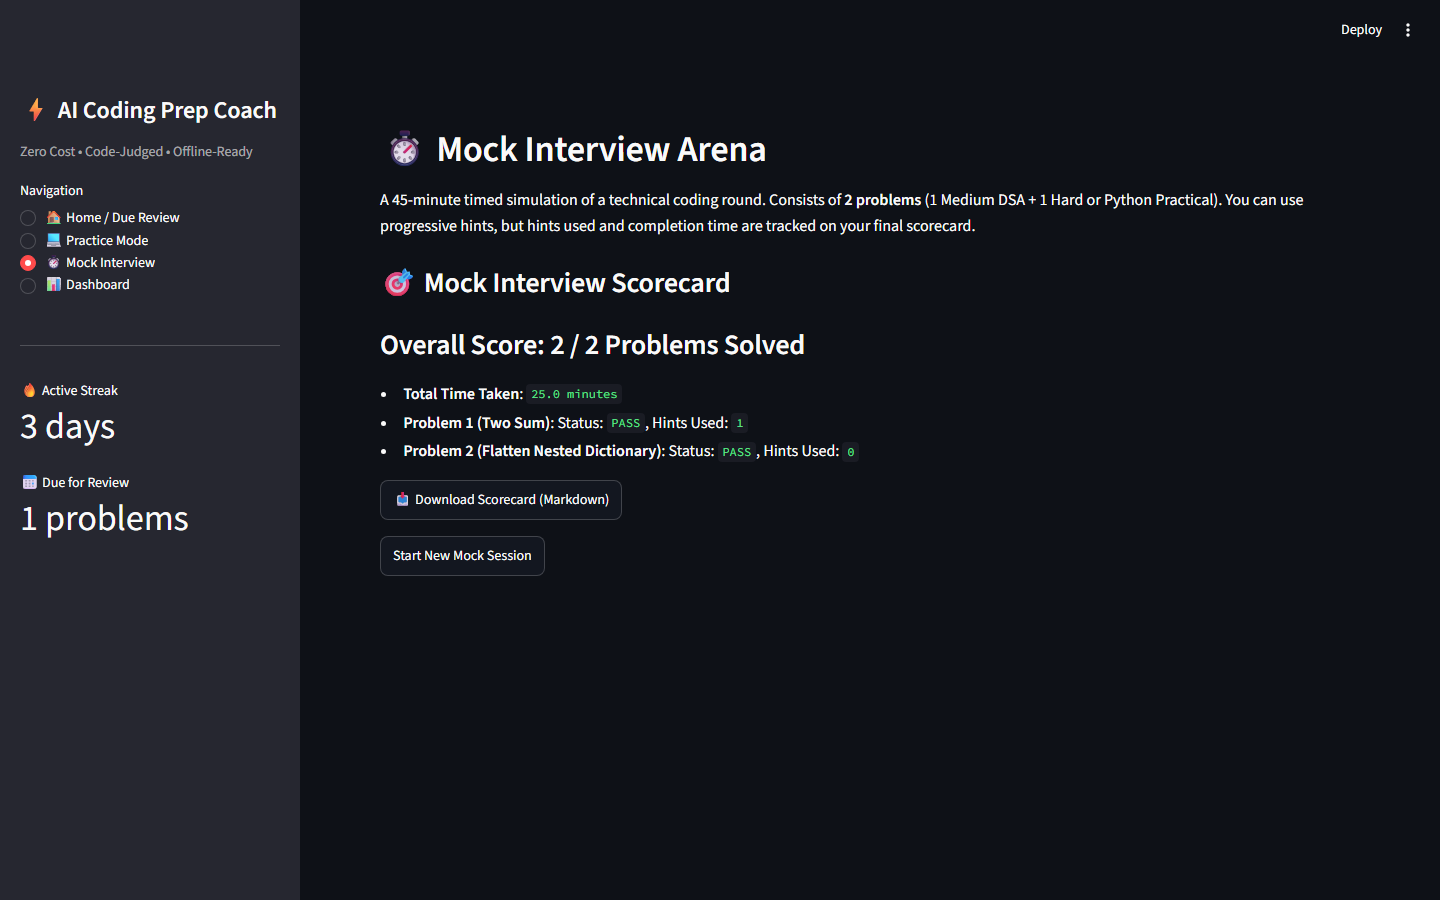 Deploy
AI Coding Prep Coach
Zero Cost • Code-Judged • Offline-Ready
Navigation
Home / Due Review
Practice Mode
Mock Interview
Dashboard
Active Streak
3 days
Due for Review
1 problems
Mock Interview Arena
A 45-minute timed simulation of a technical coding round. Consists of 2 problems (1 Medium DSA + 1 Hard or Python Practical). You can use
progressive hints, but hints used and completion time are tracked on your final scorecard.
Mock Interview Scorecard
Overall Score: 2 / 2 Problems Solved
• Total Time Taken: 25.0 minutes
• Problem 1 (Two Sum): Status: PASS , Hints Used: 1
• Problem 2 (Flatten Nested Dictionary): Status: PASS , Hints Used: 0
Download Scorecard (Markdown)
Start New Mock Session